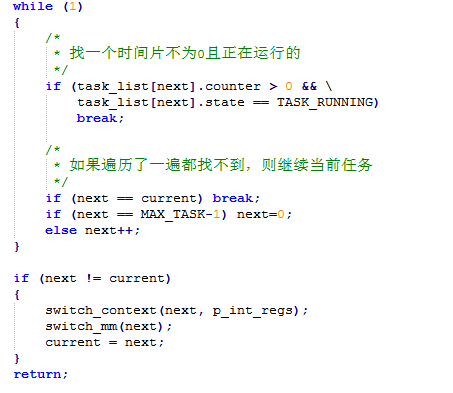 while (1)
{
/*
* 找一个时间片不为0且正在运行的
*/
if (task_list[next].counter > 0 && \
task_list[next].state == TASK_RUNNING)
break;
/*
* 如果遍历了一遍都找不到，则继续当前任务
*/
if (next == current) break;
if (next == MAX_TASK-1) next=0;
else next++;
}
if (next != current)
{
switch_context(next, p_int_regs);
switch_mm(next);
current = next;
}
return;